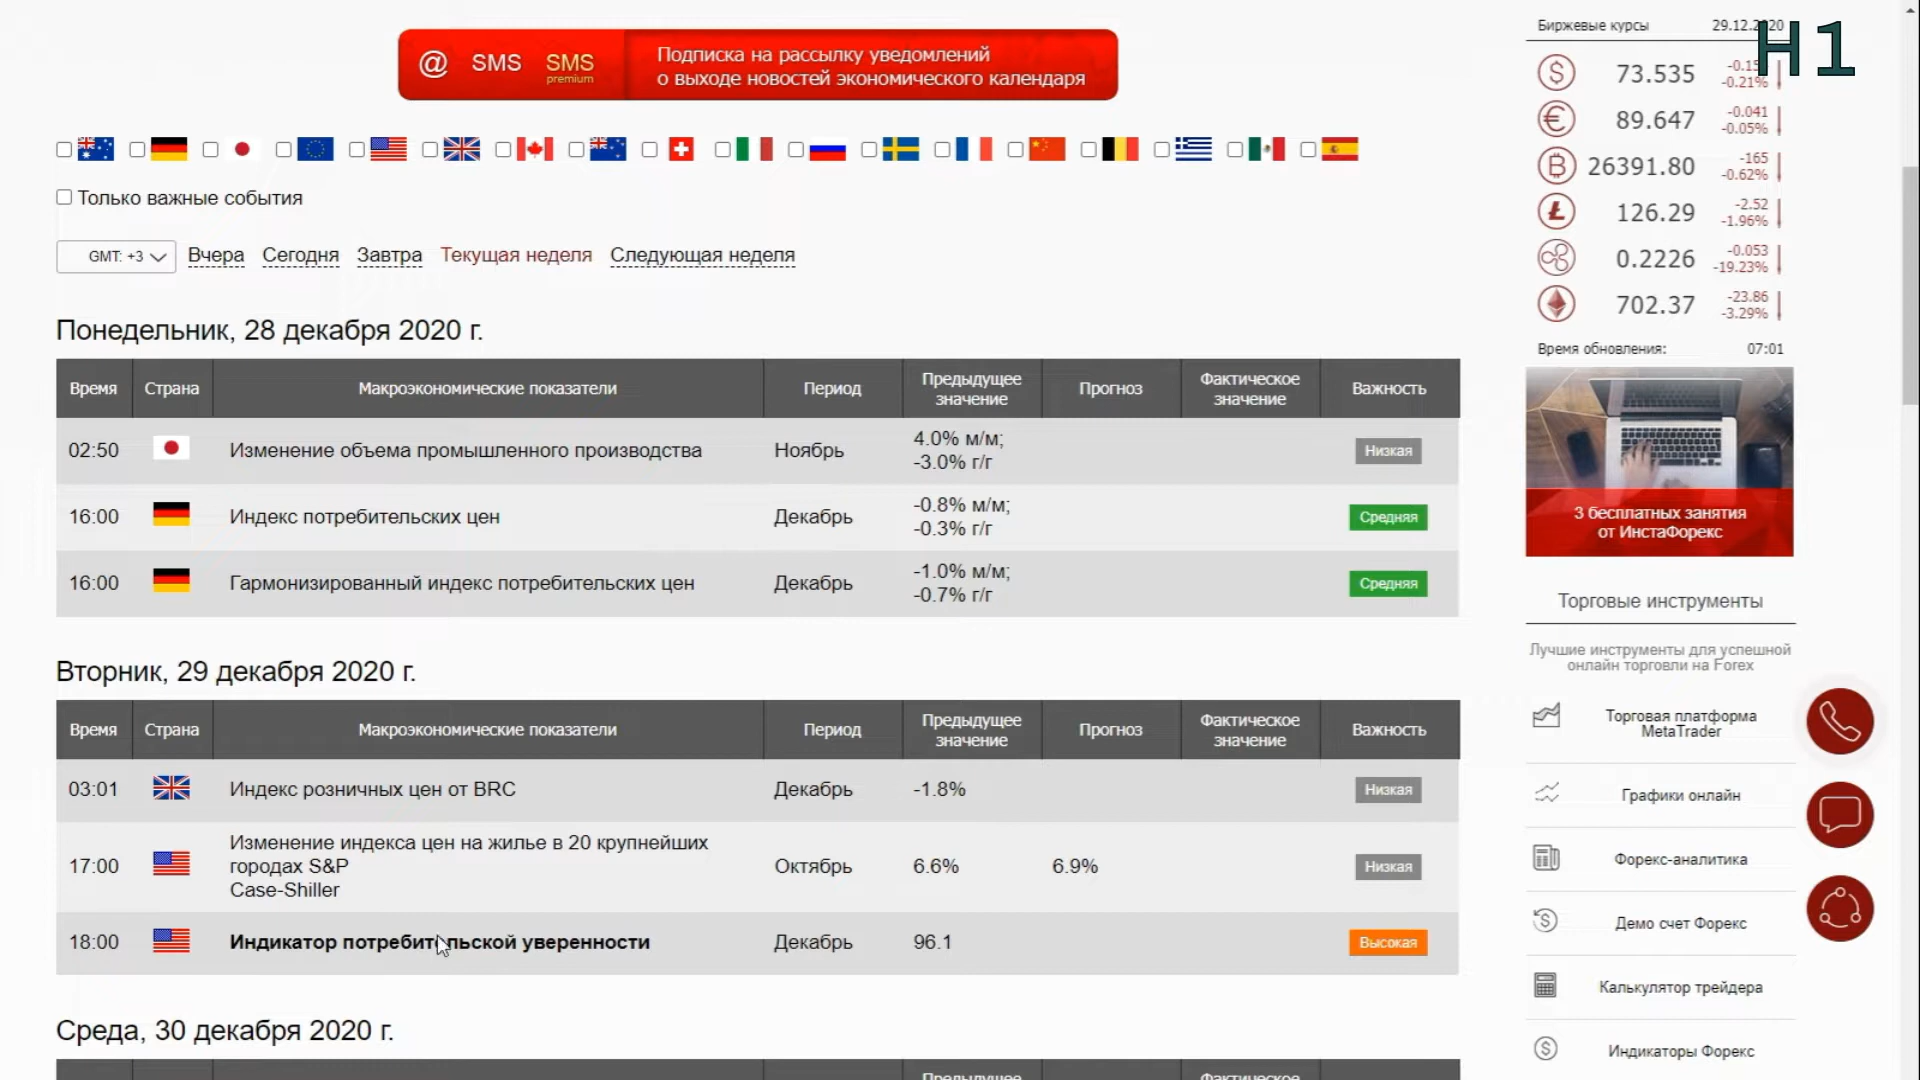 @ SMS SMS
premium
Подписка на рассылку уведомлений
о выходе новостей экономического календаря
Только важные события
GMT: +3 Вчера Сегодня Завтра Текущая неделя Следующая неделя
Понедельник, 28 декабря 2020 г.
Время Страна Макроэкономические показатели Период Предыдущее значение Прогноз Фактическое значение Важность
02:50 Изменение объема промышленного производства Ноябрь 4.0% м/м; -3.0% г/г Низкая
16:00 Индекс потребительских цен Декабрь -0.8% м/м; -0.3% г/г Средняя
16:00 Гармонизированный индекс потребительских цен Декабрь -1.0% м/м; -0.7% г/г Средняя
Вторник, 29 декабря 2020 г.
Время Страна Макроэкономические показатели Период Предыдущее значение Прогноз Фактическое значение Важность
03:01 Индекс розничных цен от BRC Декабрь -1.8% Низкая
17:00 Изменение индекса цен на жилье в 20 крупнейших
городах S&P
Case-Shiller Октябрь 6.6% 6.9% Низкая
18:00 Индикатор потребительской уверенности Декабрь 96.1 Высокая
Среда, 30 декабря 2020 г.
Предыдущее Фактическое
Биржевые курсы
H1
73.535 -0.21%
89.647 -0.041 -0.05%
26391.80 -165 -0.62%
126.29 -2.52 -1.96%
0.2226 -0.053 -19.23%
702.37 -23.86 -3.29%
Время обновления: 07:01
3 бесплатных занятия
от ИнстаФорекс
Торговые инструменты
Лучшие инструменты для успешной
онлайн торговли на Forex
Торговая платформа
MetaTrader
Графики онлайн
Форекс-аналитика
Демо счет Форекс
Калькулятор трейдера
Индикаторы Форекс